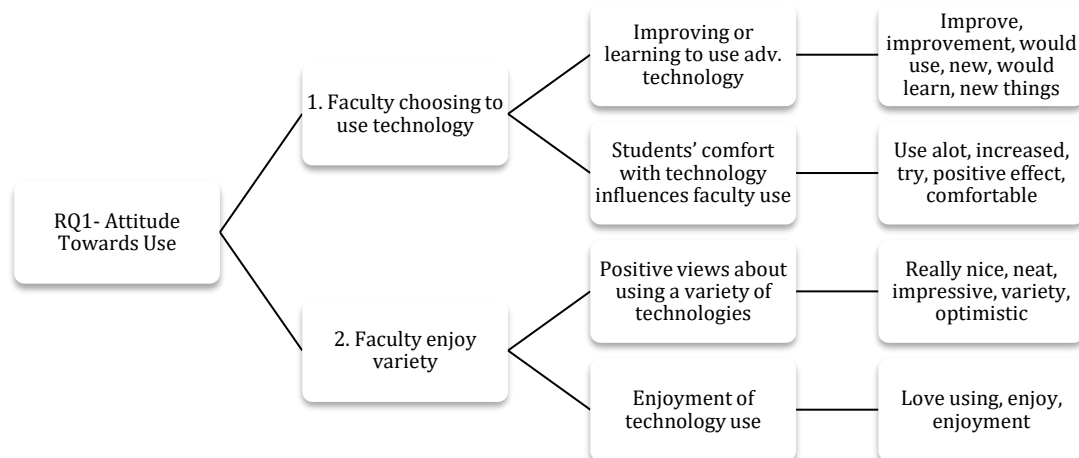 RQ1- Attitude
Towards Use
1. Faculty choosing to
use technology
Improving or
learning to use adv.
technology
Improve,
improvement, would
use, new, would
learn, new things
Students’ comfort
with technology
influences faculty use
Use alot, increased,
try, positive effect,
comfortable
2. Faculty enjoy
variety
Positive views about
using a variety of
technologies
Really nice, neat,
impressive, variety,
optimistic
Enjoyment of
technology use
Love using, enjoy,
enjoyment